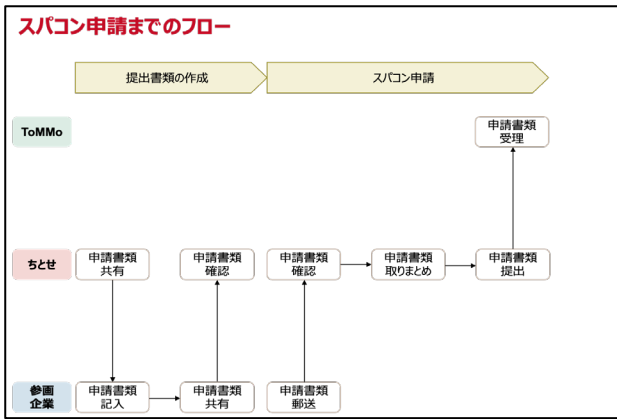 スパコン申請までのフロー
提出書類の作成
スパコン申請
ToMMo
申請書類
受理
ちとせ
申請書類
共有
申請書類
確認
申請書類
確認
申請書類
取りまとめ
申請書類
提出
参画
企業
申請書類
記入
申請書類
共有
申請書類
郵送